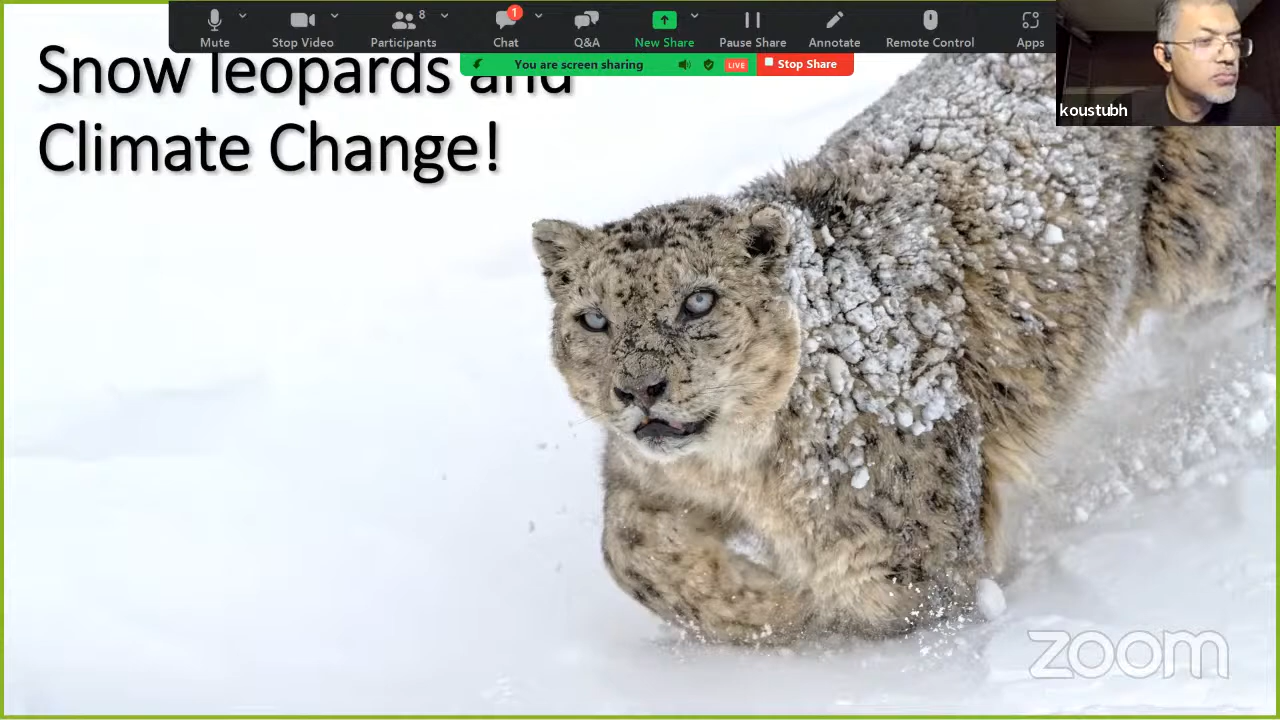 8
1
Mute
Stop Video
Participants
Chat
Q&A
New Share
Pause Share
Annotate
Remote Control
Apps
You are screen sharing
LIVE
Stop Share
koustubh
Snow leopards and
Climate Change!
zoom